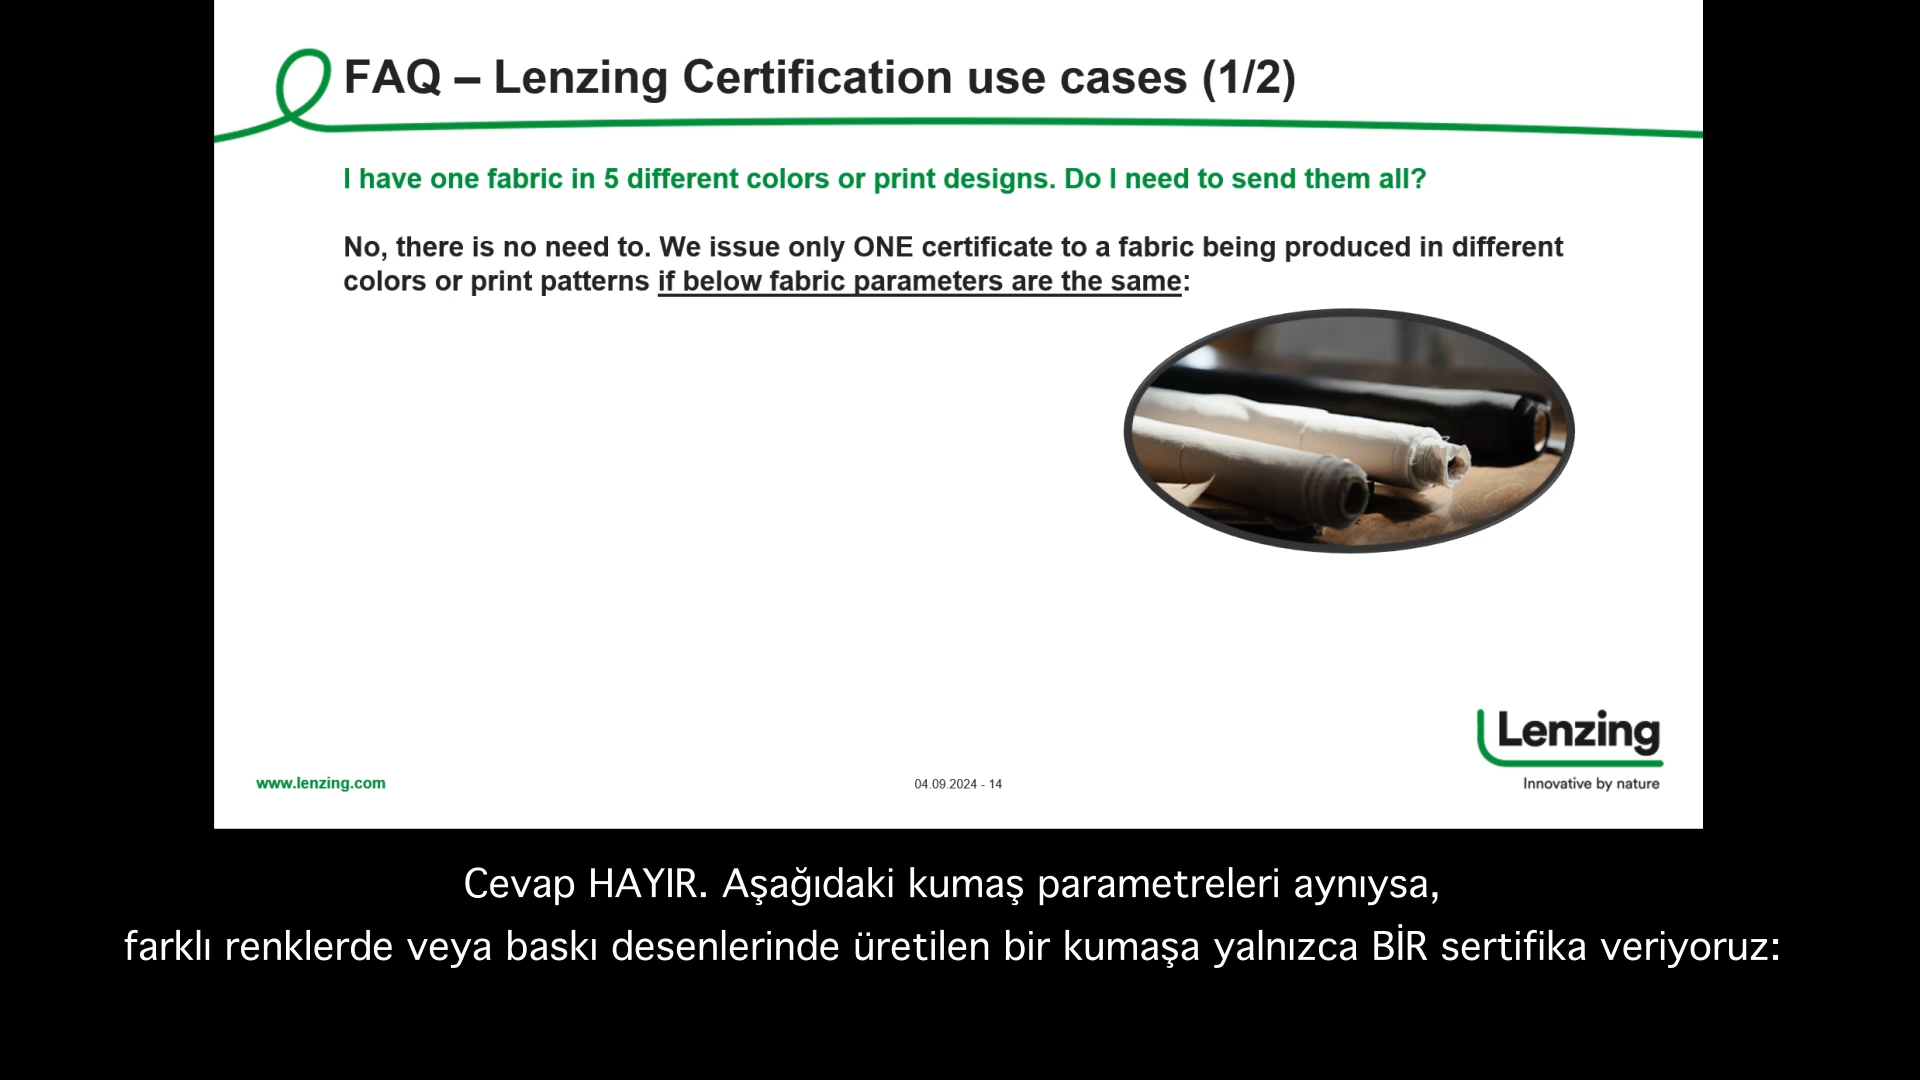 FAQ – Lenzing Certification use cases (1/2)
I have one fabric in 5 different colors or print designs. Do I need to send them all?
No, there is no need to. We issue only ONE certificate to a fabric being produced in different
colors or print patterns if below fabric parameters are the same:
Lenzing
Innovative by nature
www.lenzing.com
04.09.2024 - 14
Cevap HAYIR. Aşağıdaki kumaş parametreleri aynıysa,
farklı renklerde veya baskı desenlerinde üretilen bir kumaşa yalnızca BİR sertifika veriyoruz: